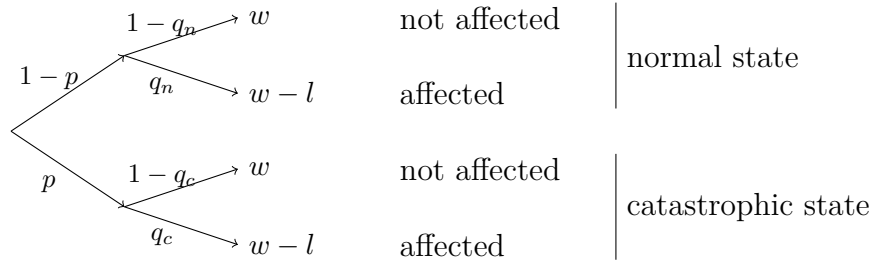 1 − q_n w not affected
1 − p normal state
q_n w − l affected
1 − q_c w not affected
p catastrophic state
q_c w − l affected